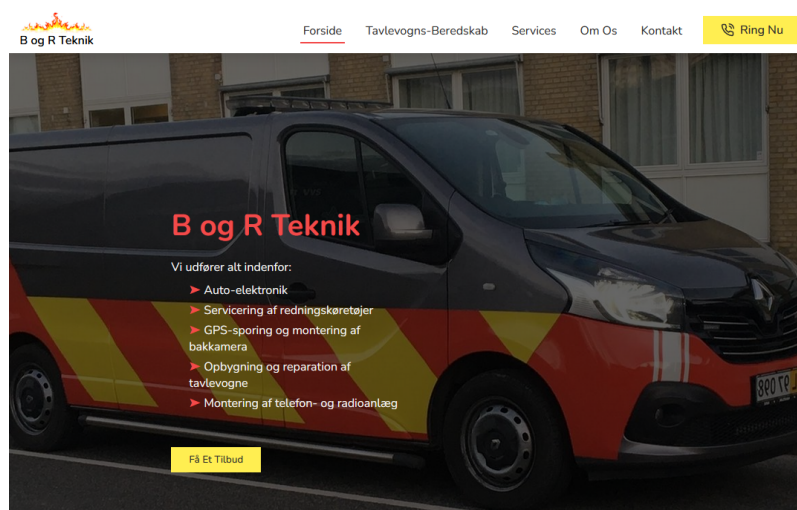 B og R Teknik
Forside
Tavlevogns-Beredskab
Services
Om Os
Kontakt
Ring Nu
B og R Teknik
Vi udfører alt indenfor:
➤ Auto-elektronik
➤ Servicering af redningskøretøjer
➤ GPS-sporing og montering af
bakkamera
➤ Opbygning og reparation af
tavlevogne
➤ Montering af telefon- og radioanlæg
Få Et Tilbud